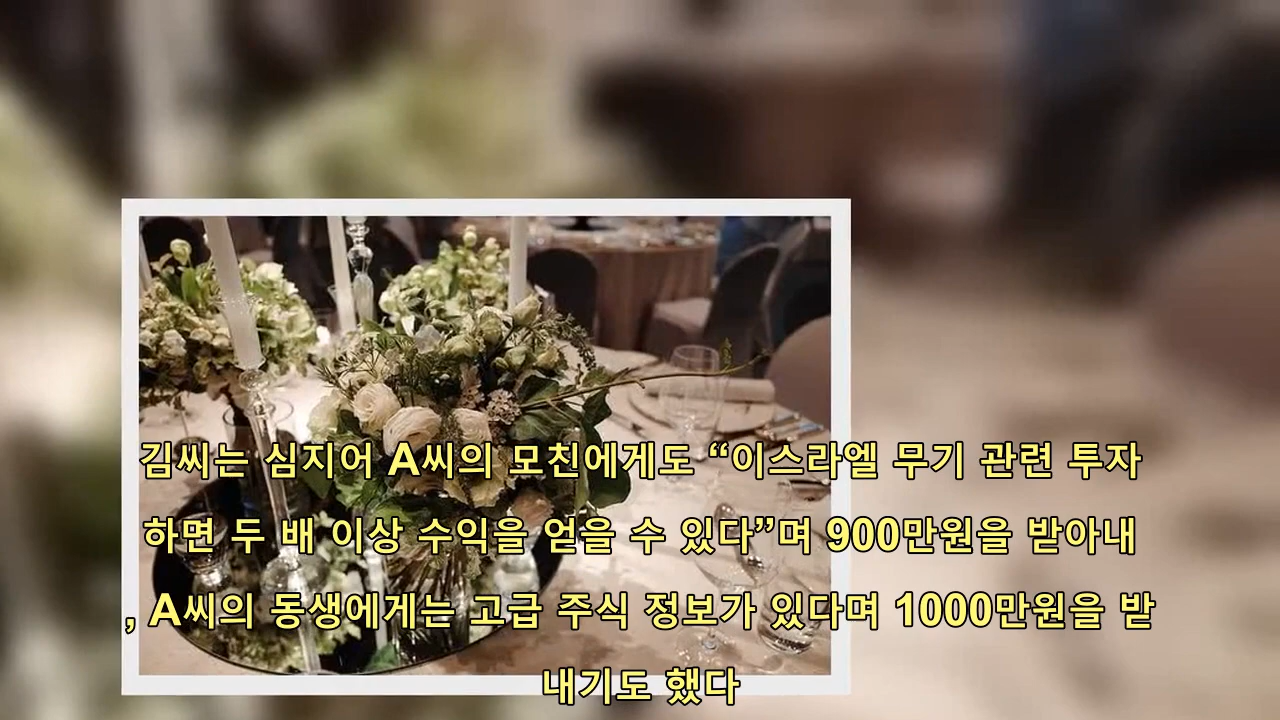 김씨는 심지어 A씨의 모친에게도 “이스라엘 무기 관련 투자
하면 두 배 이상 수익을 얻을 수 있다”며 900만원을 받아내
, A씨의 동생에게는 고급 주식 정보가 있다며 1000만원을 받
내기도 했다